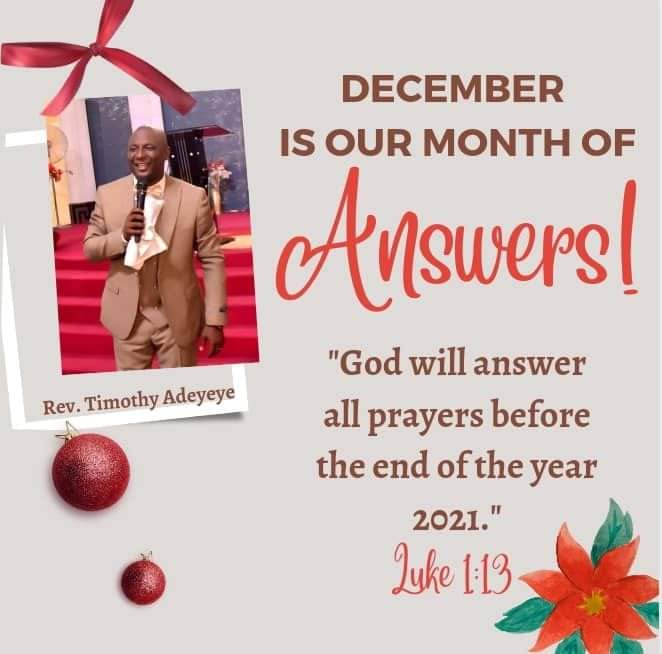 DECEMBER
IS OUR MONTH OF
Answers!
"God will answer
all prayers before
the end of the year
2021."
Luke 1:13
Rev. Timothy Adeyeye